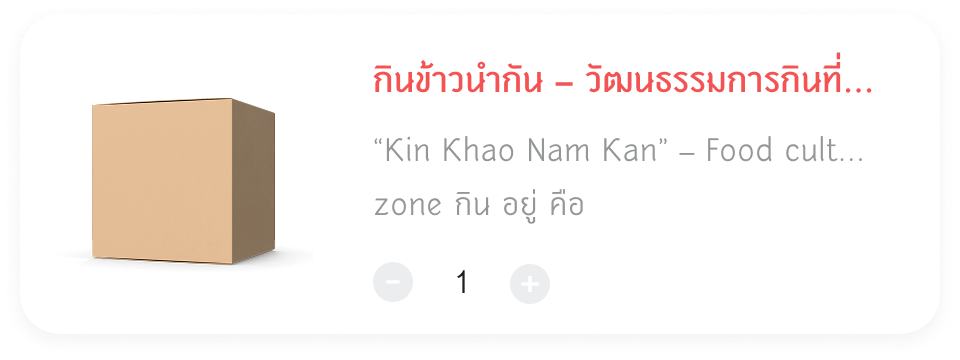 กินข้าวนำกัน – วัฒนธรรมการกินที่...
“Kin Khao Nam Kan” – Food cult...
zone กิน อยู่ คือ
- 1 +